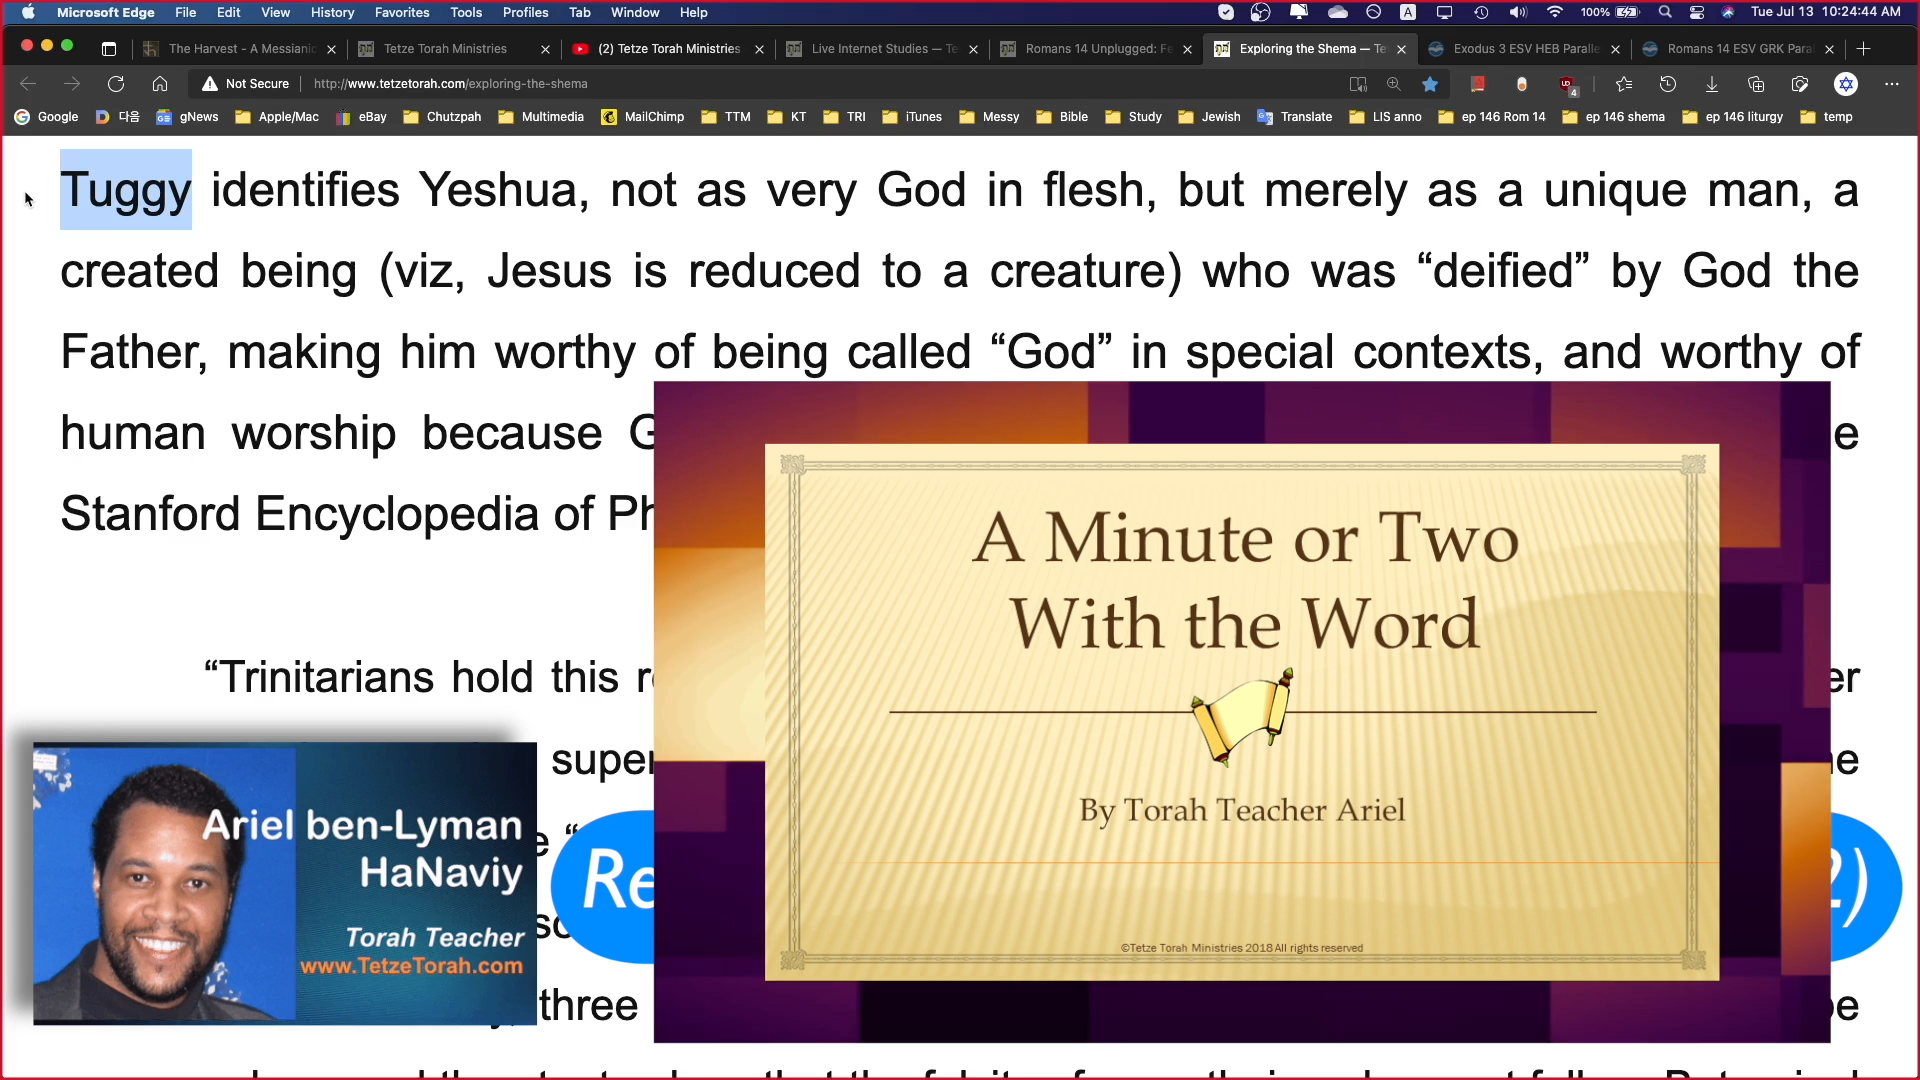 Microsoft Edge File Edit View History Favorites Tools Profiles Tab Window Help
A 100% Tue Jul 13 10:24:44 AM
The Harvest - A Messianic
Tetze Torah Ministries
(2) Tetze Torah Ministries
Live Internet Studies — Te
Romans 14 Unplugged: Fe
Exploring the Shema — Te
Exodus 3 ESV HEB Paralle
Romans 14 ESV GRK Para
Not Secure http://www.tetzetorah.com/exploring-the-shema 4
Google 다음 gNews Apple/Mac eBay Chutzpah Multimedia MailChimp TTM KT TRI iTunes Messy Bible Study Jewish Translate LIS anno ep 146 Rom 14 ep 146 shema ep 146 liturgy temp
Tuggy identifies Yeshua, not as very God in flesh, but merely as a unique man, a
created being (viz, Jesus is reduced to a creature) who was “deified” by God the
Father, making him worthy of being called “God” in special contexts, and worthy of
human worship because G
e
Stanford Encyclopedia of Ph
“Trinitarians hold this re
er
super
e
e “
Re
2)
so
three
be
A Minute or Two
With the Word
By Torah Teacher Ariel
©Tetze Torah Ministries 2018 All rights reserved
Ariel ben-Lyman
HaNaviy
Torah Teacher
www.TetzeTorah.com